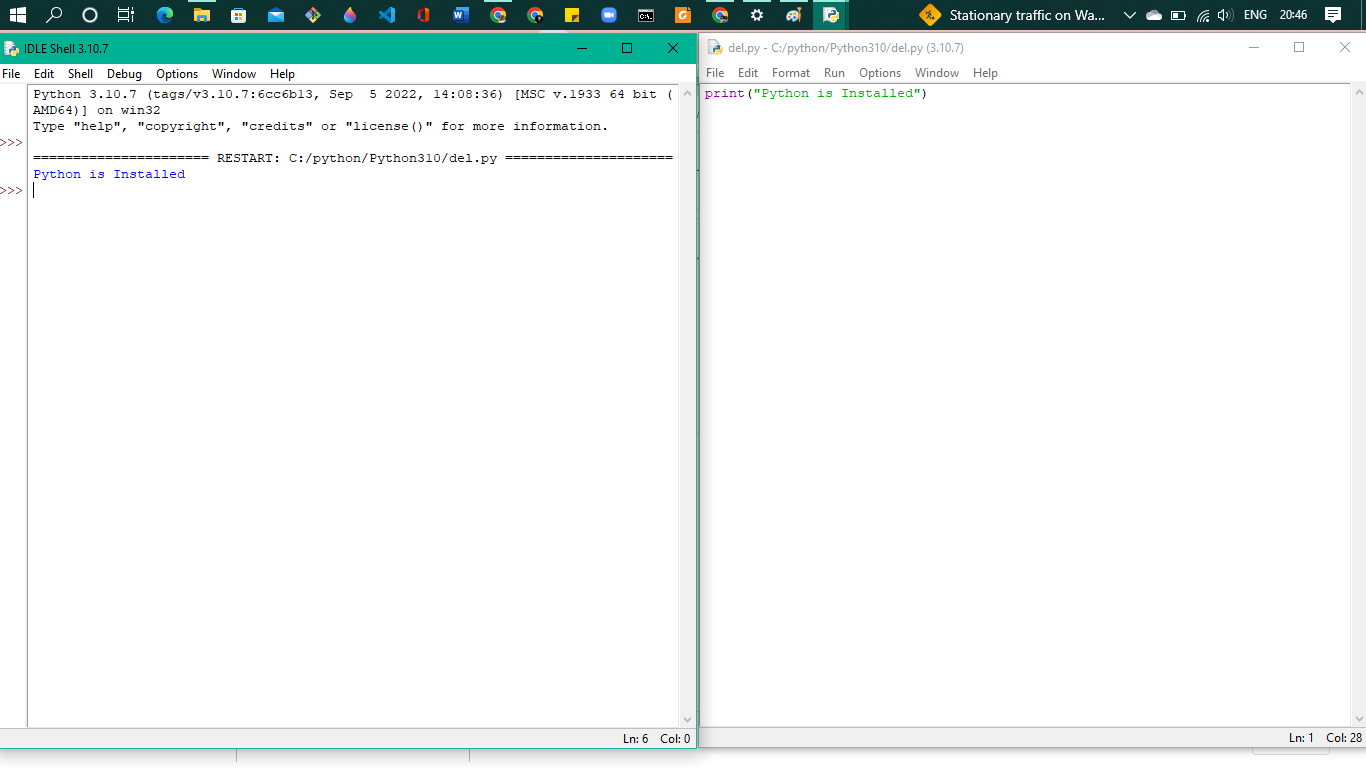 Stationary traffic on Wa...
ENG
20:46
IDLE Shell 3.10.7
File Edit Shell Debug Options Window Help
Python 3.10.7 (tags/v3.10.7:6cc6b13, Sep  5 2022, 14:08:36) [MSC v.1933 64 bit (
AMD64)] on win32
Type "help", "copyright", "credits" or "license()" for more information.
>>>
====================== RESTART: C:/python/Python310/del.py =====================
Python is Installed
>>>
Ln: 6 Col: 0
del.py - C:/python/Python310/del.py (3.10.7)
File Edit Format Run Options Window Help
print("Python is Installed")
Ln: 1 Col: 28